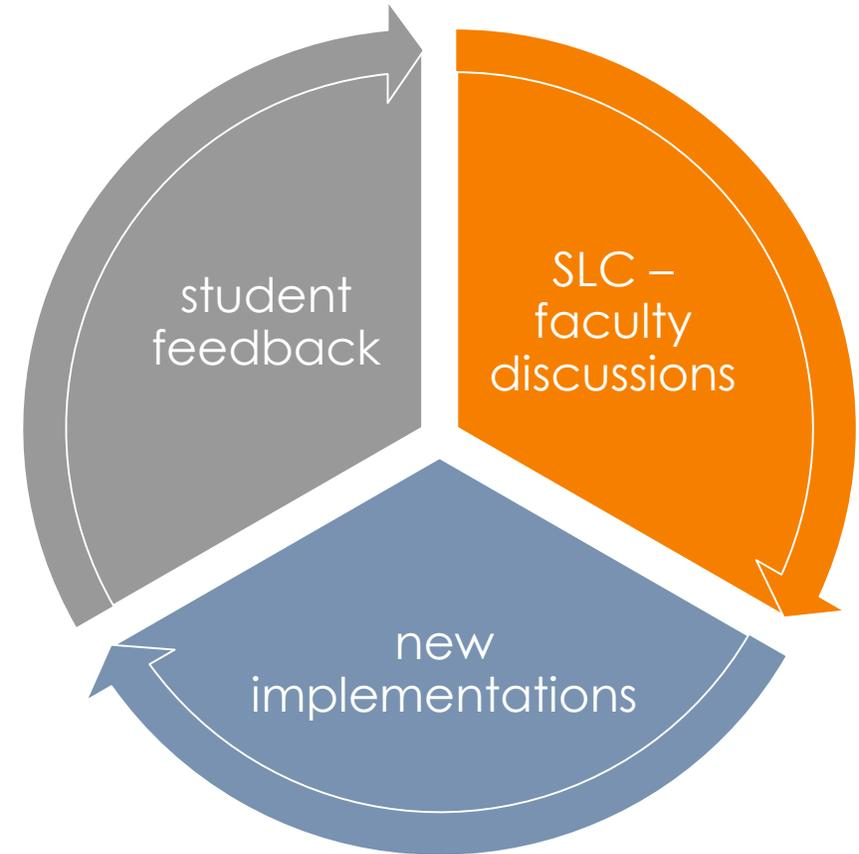 student
feedback
SLC –
faculty
discussions
new
implementations